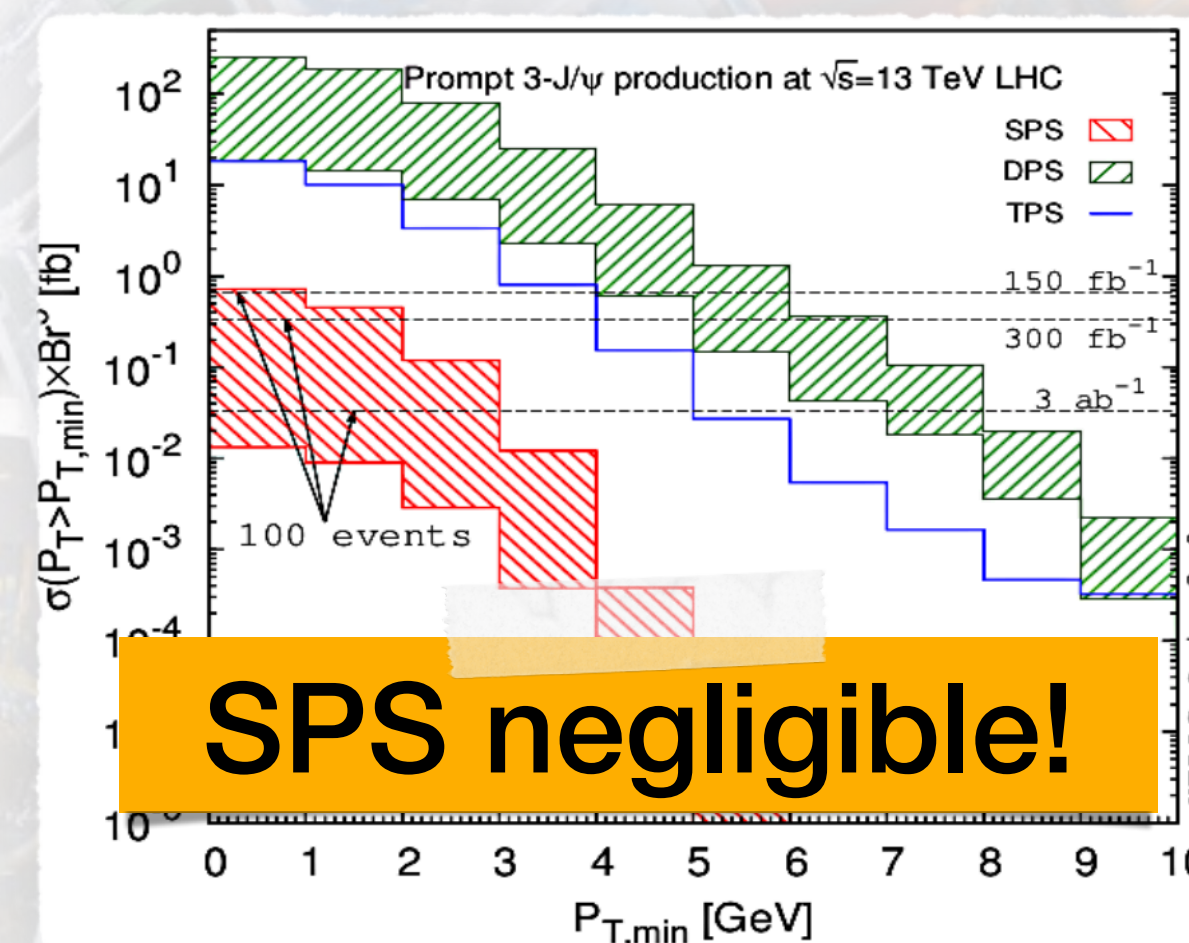 Prompt 3-J/ψ production at √s=13 TeV LHC
SPS
DPS
TPS
150 fb⁻¹
300 fb⁻¹
3 ab⁻¹
100 events
σ(P_T>P_T,min)×Br [fb]
10²
10¹
10⁰
10⁻¹
10⁻²
10⁻³
SPS negligible!
0 1 2 3 4 5 6 7 8 9
P_T,min [GeV]